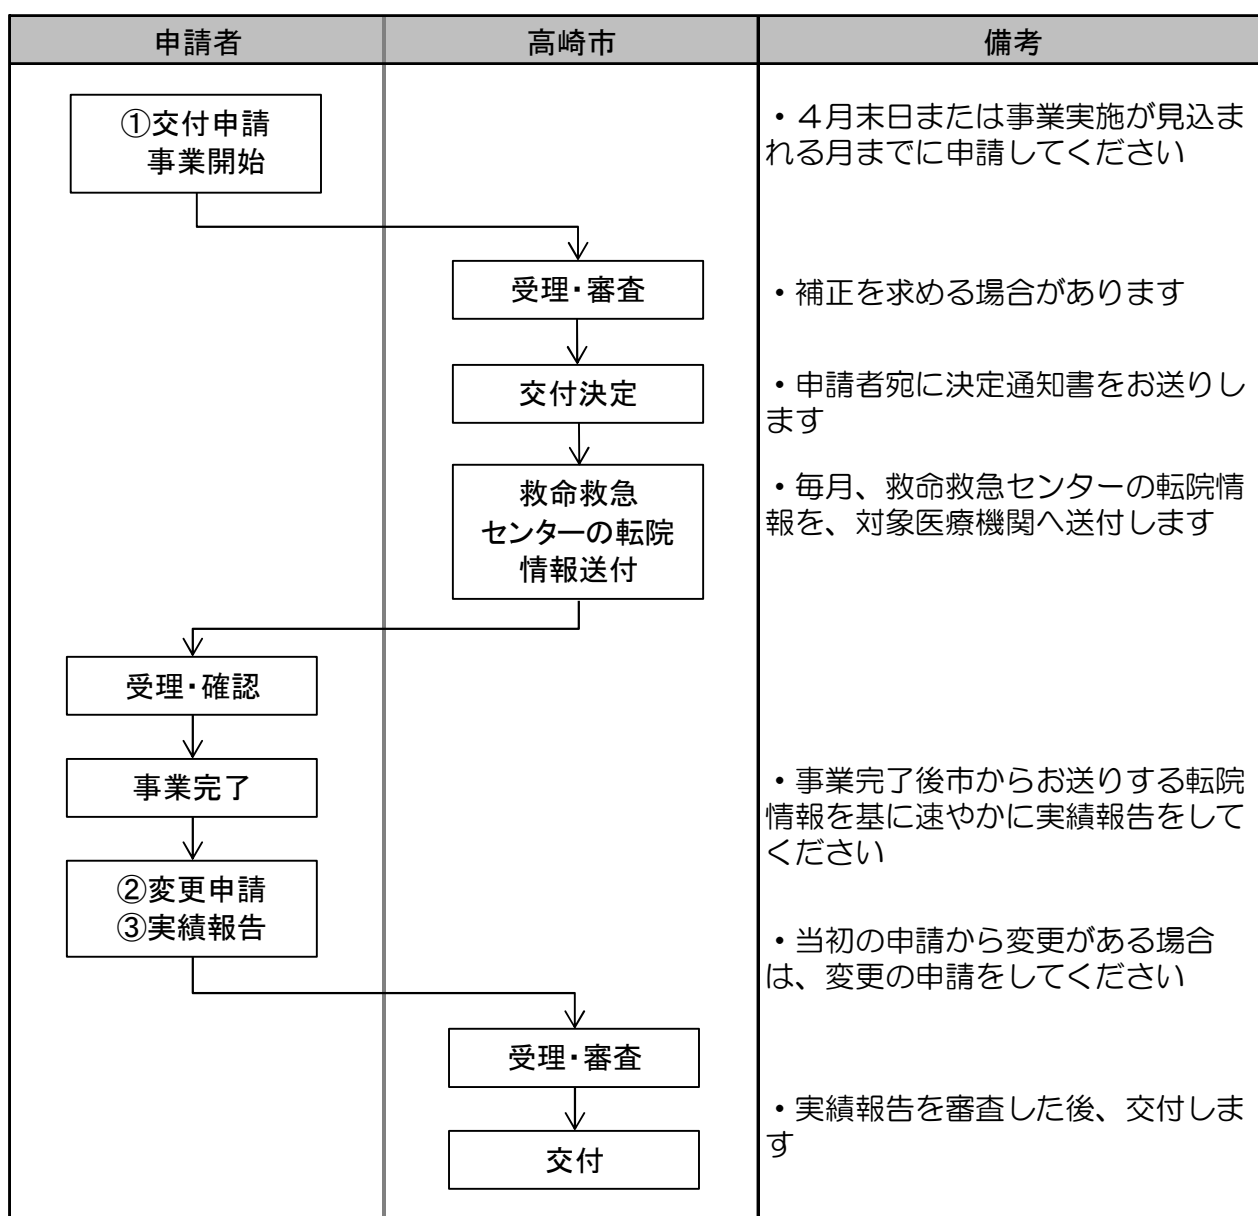 申請者
高崎市
備考
①交付申請
事業開始
・４月末日または事業実施が見込ま
れる月までに申請してください
受理・審査
・補正を求める場合があります
交付決定
・申請者宛に決定通知書をお送りし
ます
救命救急
センターの転院
情報送付
・毎月、救命救急センターの転院情
報を、対象医療機関へ送付します
受理・確認
事業完了
・事業完了後市からお送りする転院
情報を基に速やかに実績報告をして
ください
②変更申請
③実績報告
・当初の申請から変更がある場合
は、変更の申請をしてください
受理・審査
交付
・実績報告を審査した後、交付しま
す